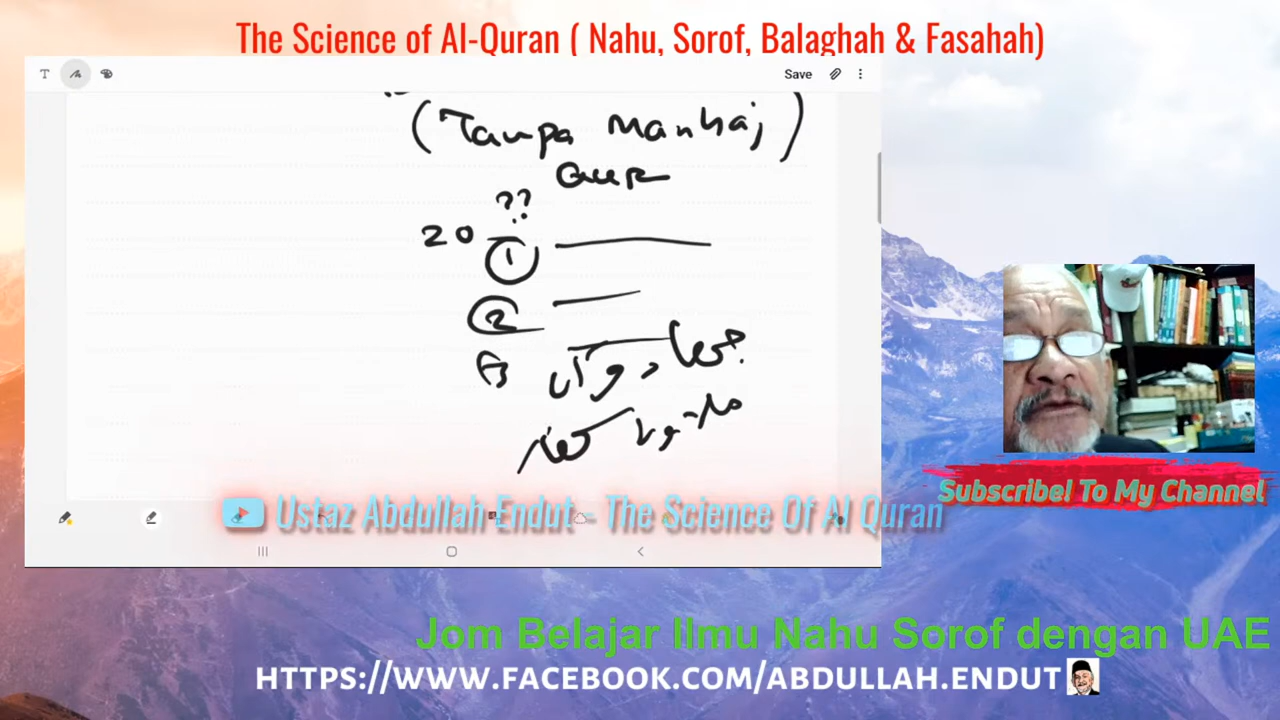 The Science of Al-Quran ( Nahu, Sorof, Balaghah & Fasahah)
T
Save
(Tanpa Manhaj)
??
20 ① 
②
Ustaz Abdullah Endut - The Science Of Al Quran
Subscribe! To My Channel
Jom Belajar Ilmu Nahu Sorof dengan UAE
HTTPS://WWW.FACEBOOK.COM/ABDULLAH.ENDUT